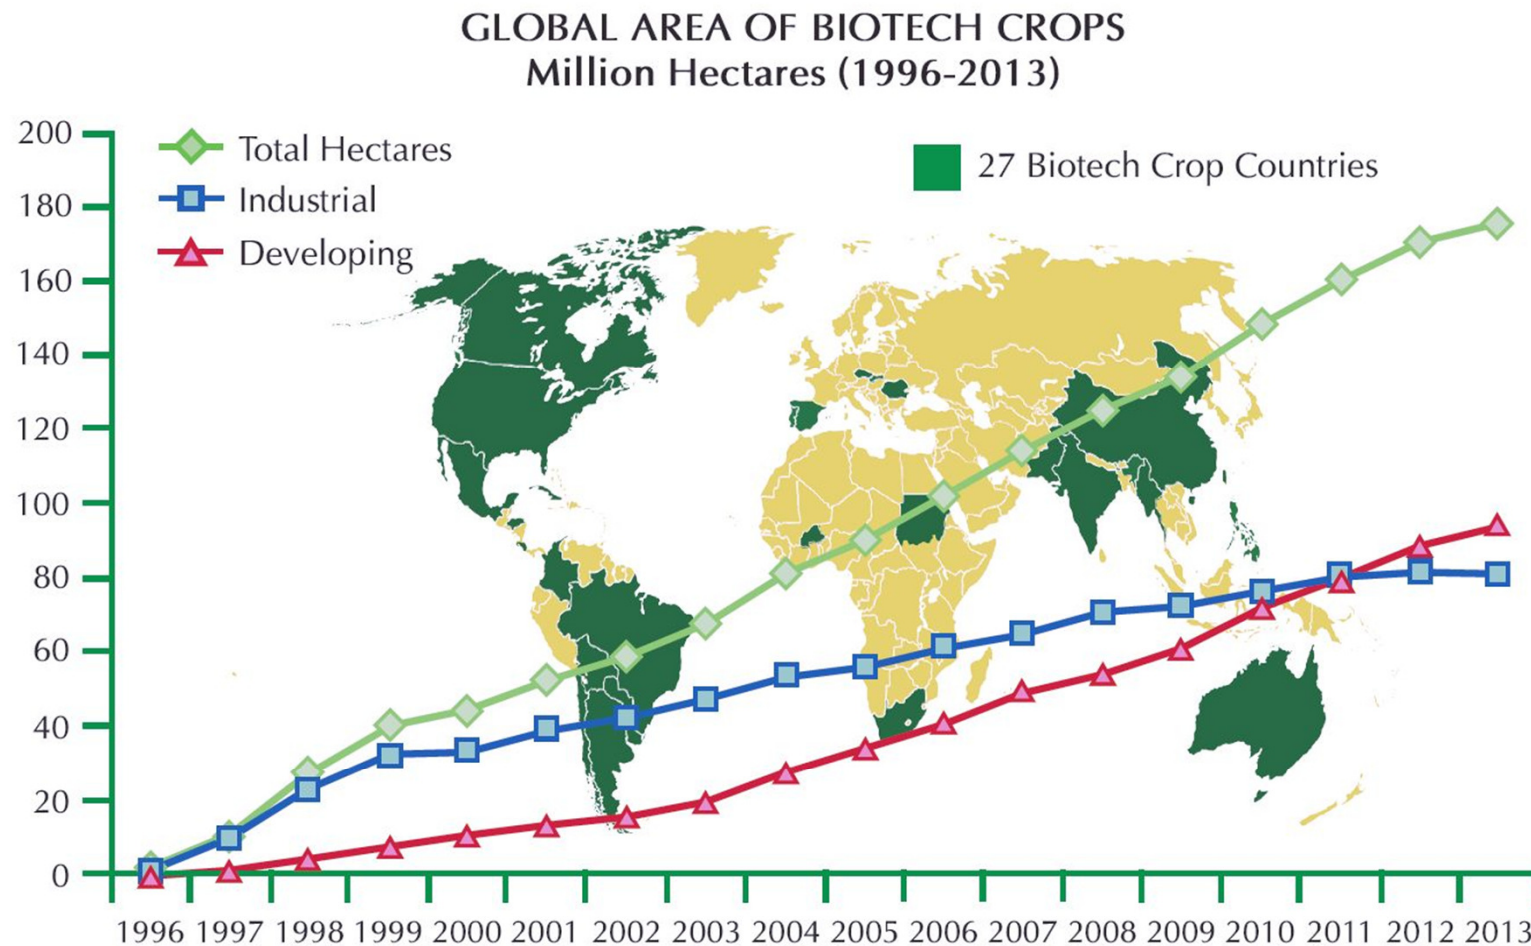 GLOBAL AREA OF BIOTECH CROPS
Million Hectares (1996-2013)
Total Hectares
Industrial
Developing
27 Biotech Crop Countries
200
180
160
140
120
100
80
60
40
20
0
1996 1997 1998 1999 2000 2001 2002 2003 2004 2005 2006 2007 2008 2009 2010 2011 2012 2013